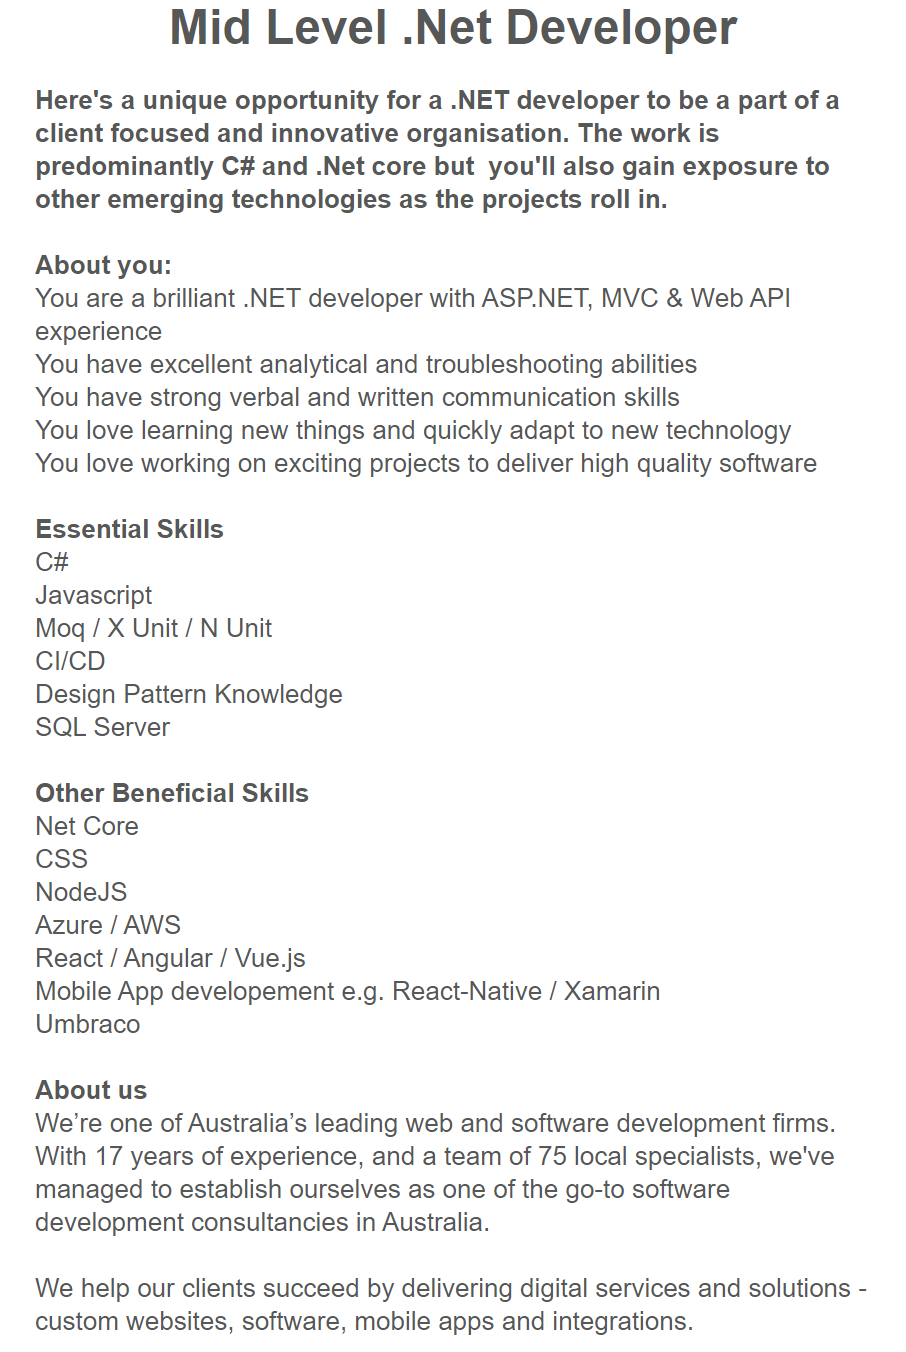 Mid Level .Net Developer
Here's a unique opportunity for a .NET developer to be a part of a
client focused and innovative organisation. The work is
predominantly C# and .Net core but  you'll also gain exposure to
other emerging technologies as the projects roll in.
About you:
You are a brilliant .NET developer with ASP.NET, MVC & Web API
experience
You have excellent analytical and troubleshooting abilities
You have strong verbal and written communication skills
You love learning new things and quickly adapt to new technology
You love working on exciting projects to deliver high quality software
Essential Skills
C#
Javascript
Moq / X Unit / N Unit
CI/CD
Design Pattern Knowledge
SQL Server
Other Beneficial Skills
Net Core
CSS
NodeJS
Azure / AWS
React / Angular / Vue.js
Mobile App developement e.g. React-Native / Xamarin
Umbraco
About us
We’re one of Australia’s leading web and software development firms.
With 17 years of experience, and a team of 75 local specialists, we've
managed to establish ourselves as one of the go-to software
development consultancies in Australia.
We help our clients succeed by delivering digital services and solutions -
custom websites, software, mobile apps and integrations.